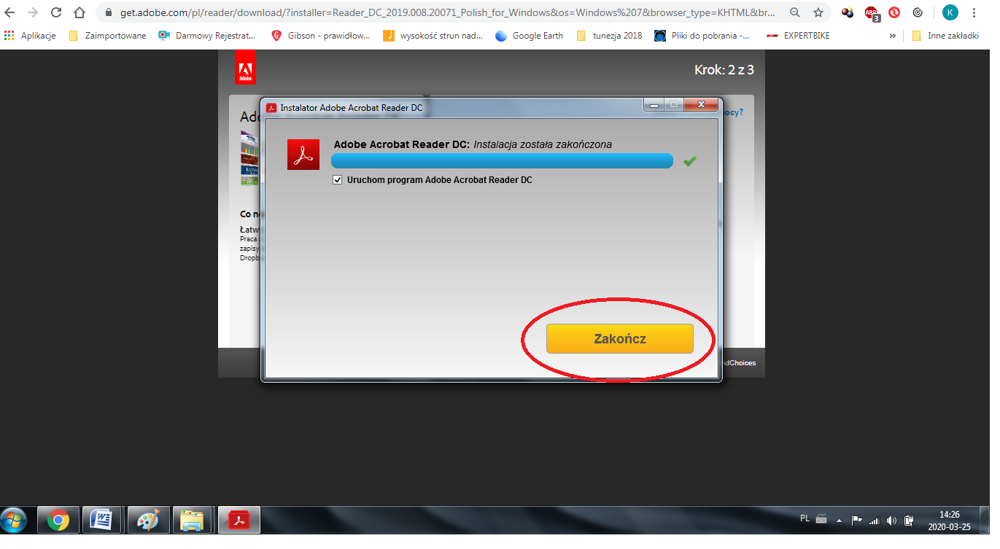 get.adobe.com/pl/reader/download/?installer=Reader_DC_2019.008.20071_Polish_for_Windows&os=Windows%207&browser_type=KHTML&br...
ABP
3
K
Aplikacje
Zaimportowane
Darmowy Rejestrat...
Gibson - prawidłow...
wysokość strun nad...
Google Earth
tunezja 2018
Pliki do pobrania -...
EXPERTBIKE
»
Inne zakładki
Adobe
Krok: 2 z 3
Instalator Adobe Acrobat Reader DC
ocy?
Adobe Acrobat Reader DC: Instalacja została zakończona
Uruchom program Adobe Acrobat Reader DC
Co n
Łatw
Praca
zapisy
Dropb
Zakończ
AdChoices
PL
14:26
2020-03-25